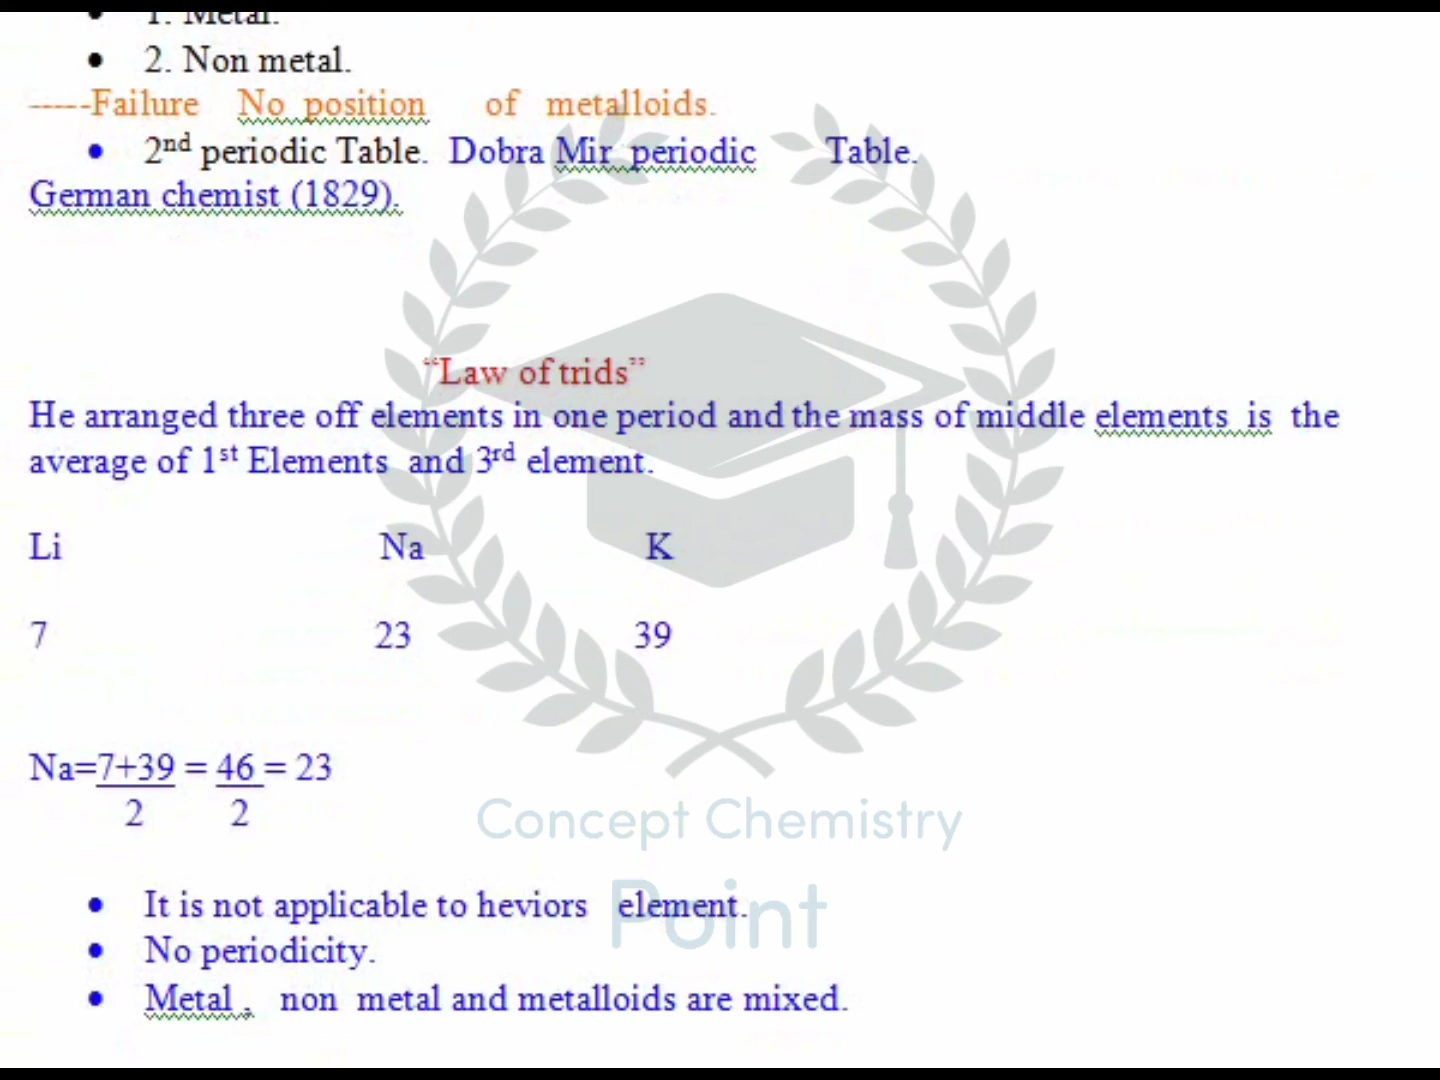 • 1. Metal.
• 2. Non metal.
-----Failure No position of metalloids.
• 2nd periodic Table. Dobra Mir periodic Table.
German chemist (1829).
“Law of trids”
He arranged three off elements in one period and the mass of middle elements is the
average of 1st Elements and 3rd element.
Li Na K
7 23 39
Na=7+39 = 46 = 23
2 2
Concept Chemistry
Point
• It is not applicable to heviors element.
• No periodicity.
• Metal , non metal and metalloids are mixed.